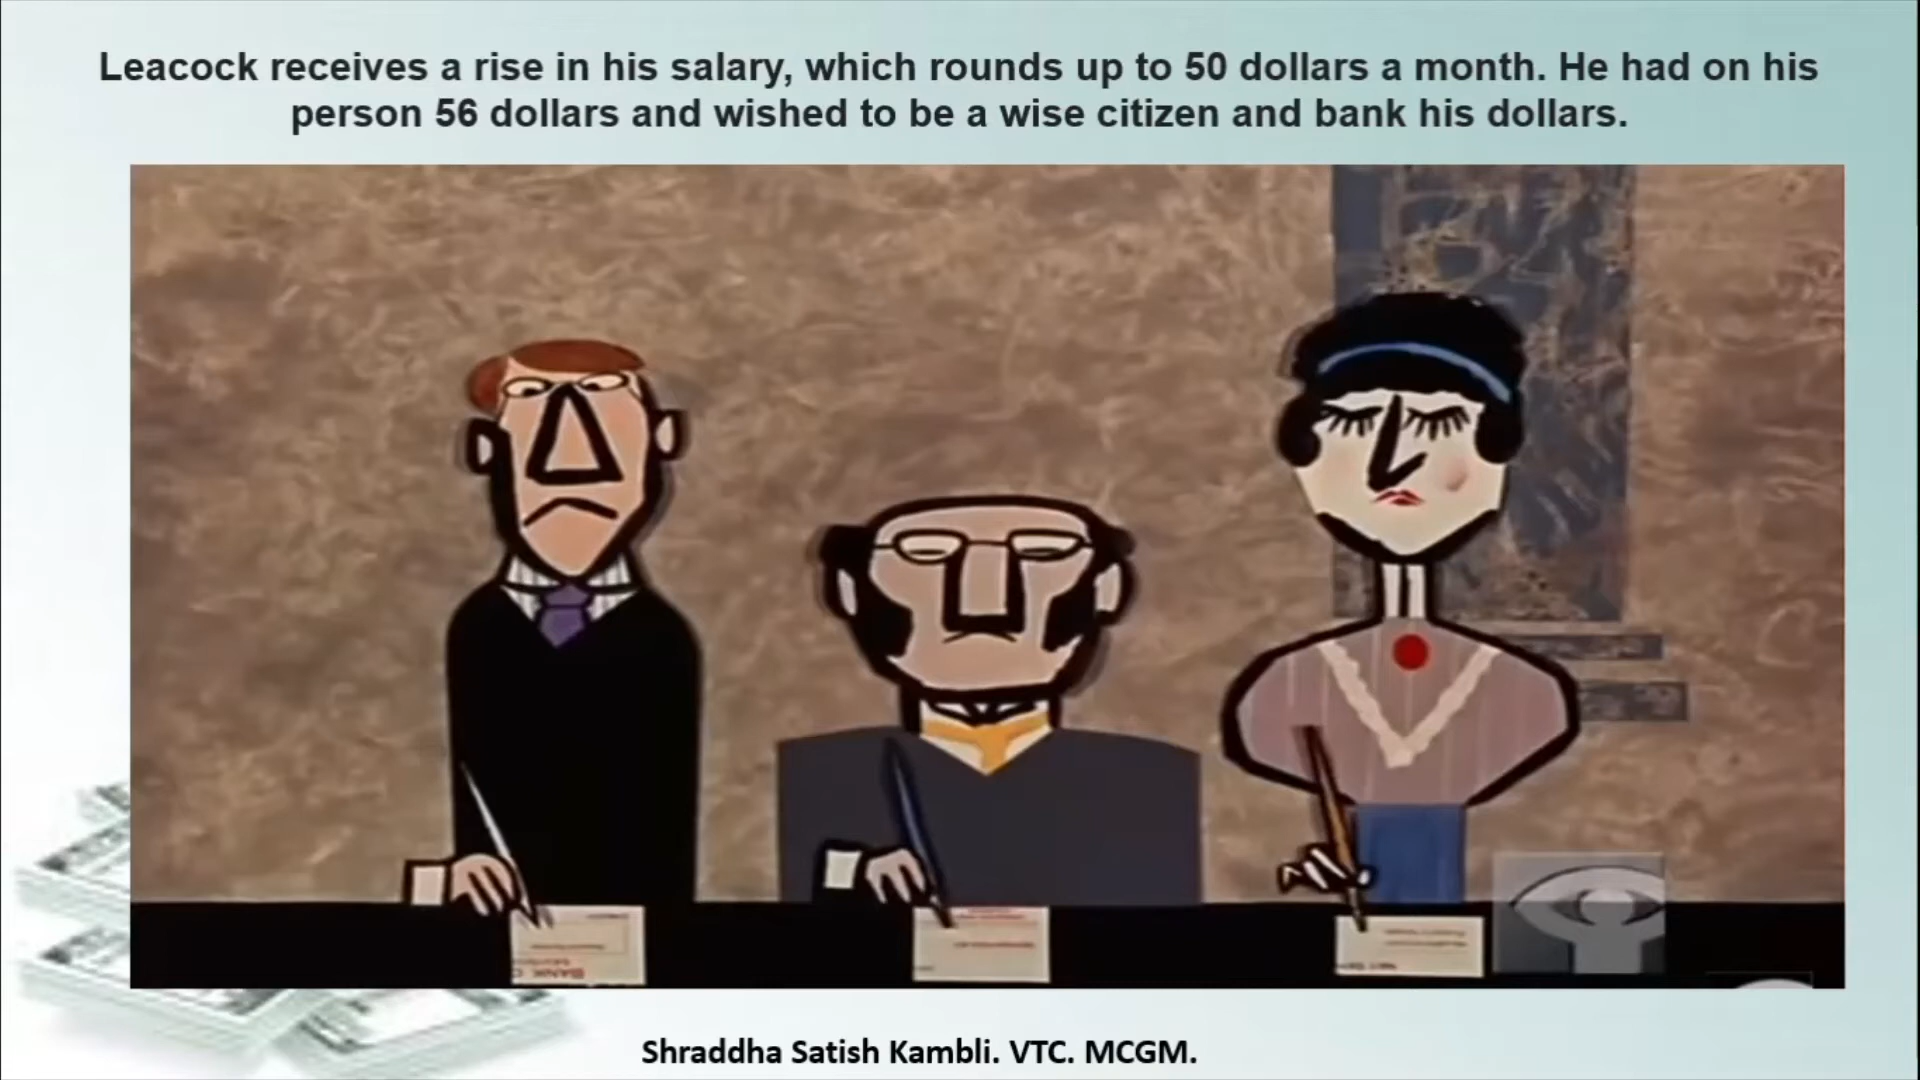 Leacock receives a rise in his salary, which rounds up to 50 dollars a month. He had on his
person 56 dollars and wished to be a wise citizen and bank his dollars.
Shraddha Satish Kambli. VTC. MCGM.